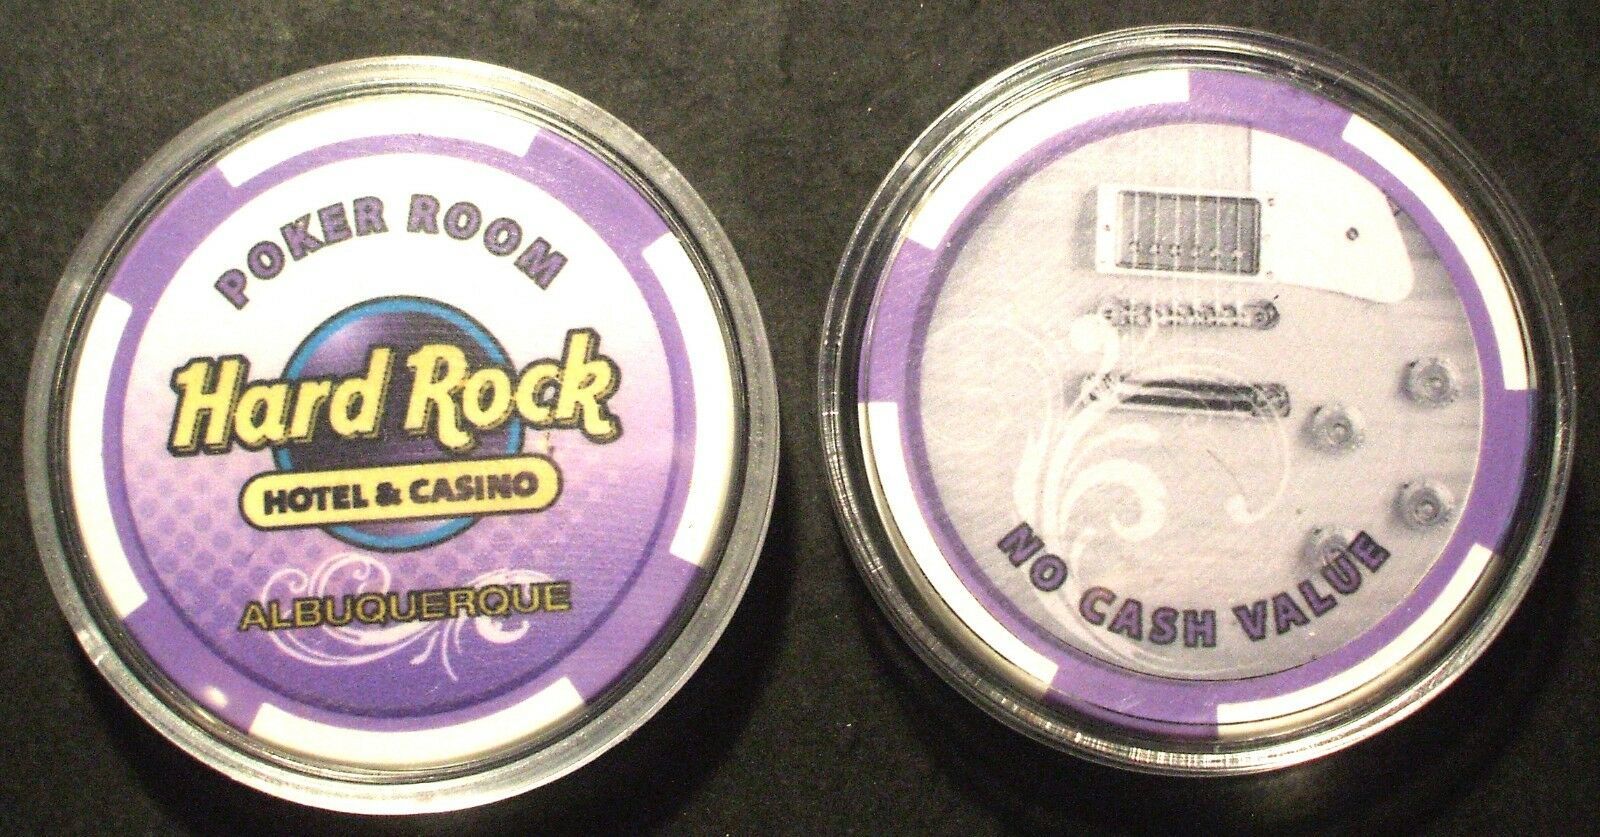 POKER ROOM
Hard Rock
HOTEL & CASINO
ALBUQUERQUE
NO CASH VALUE